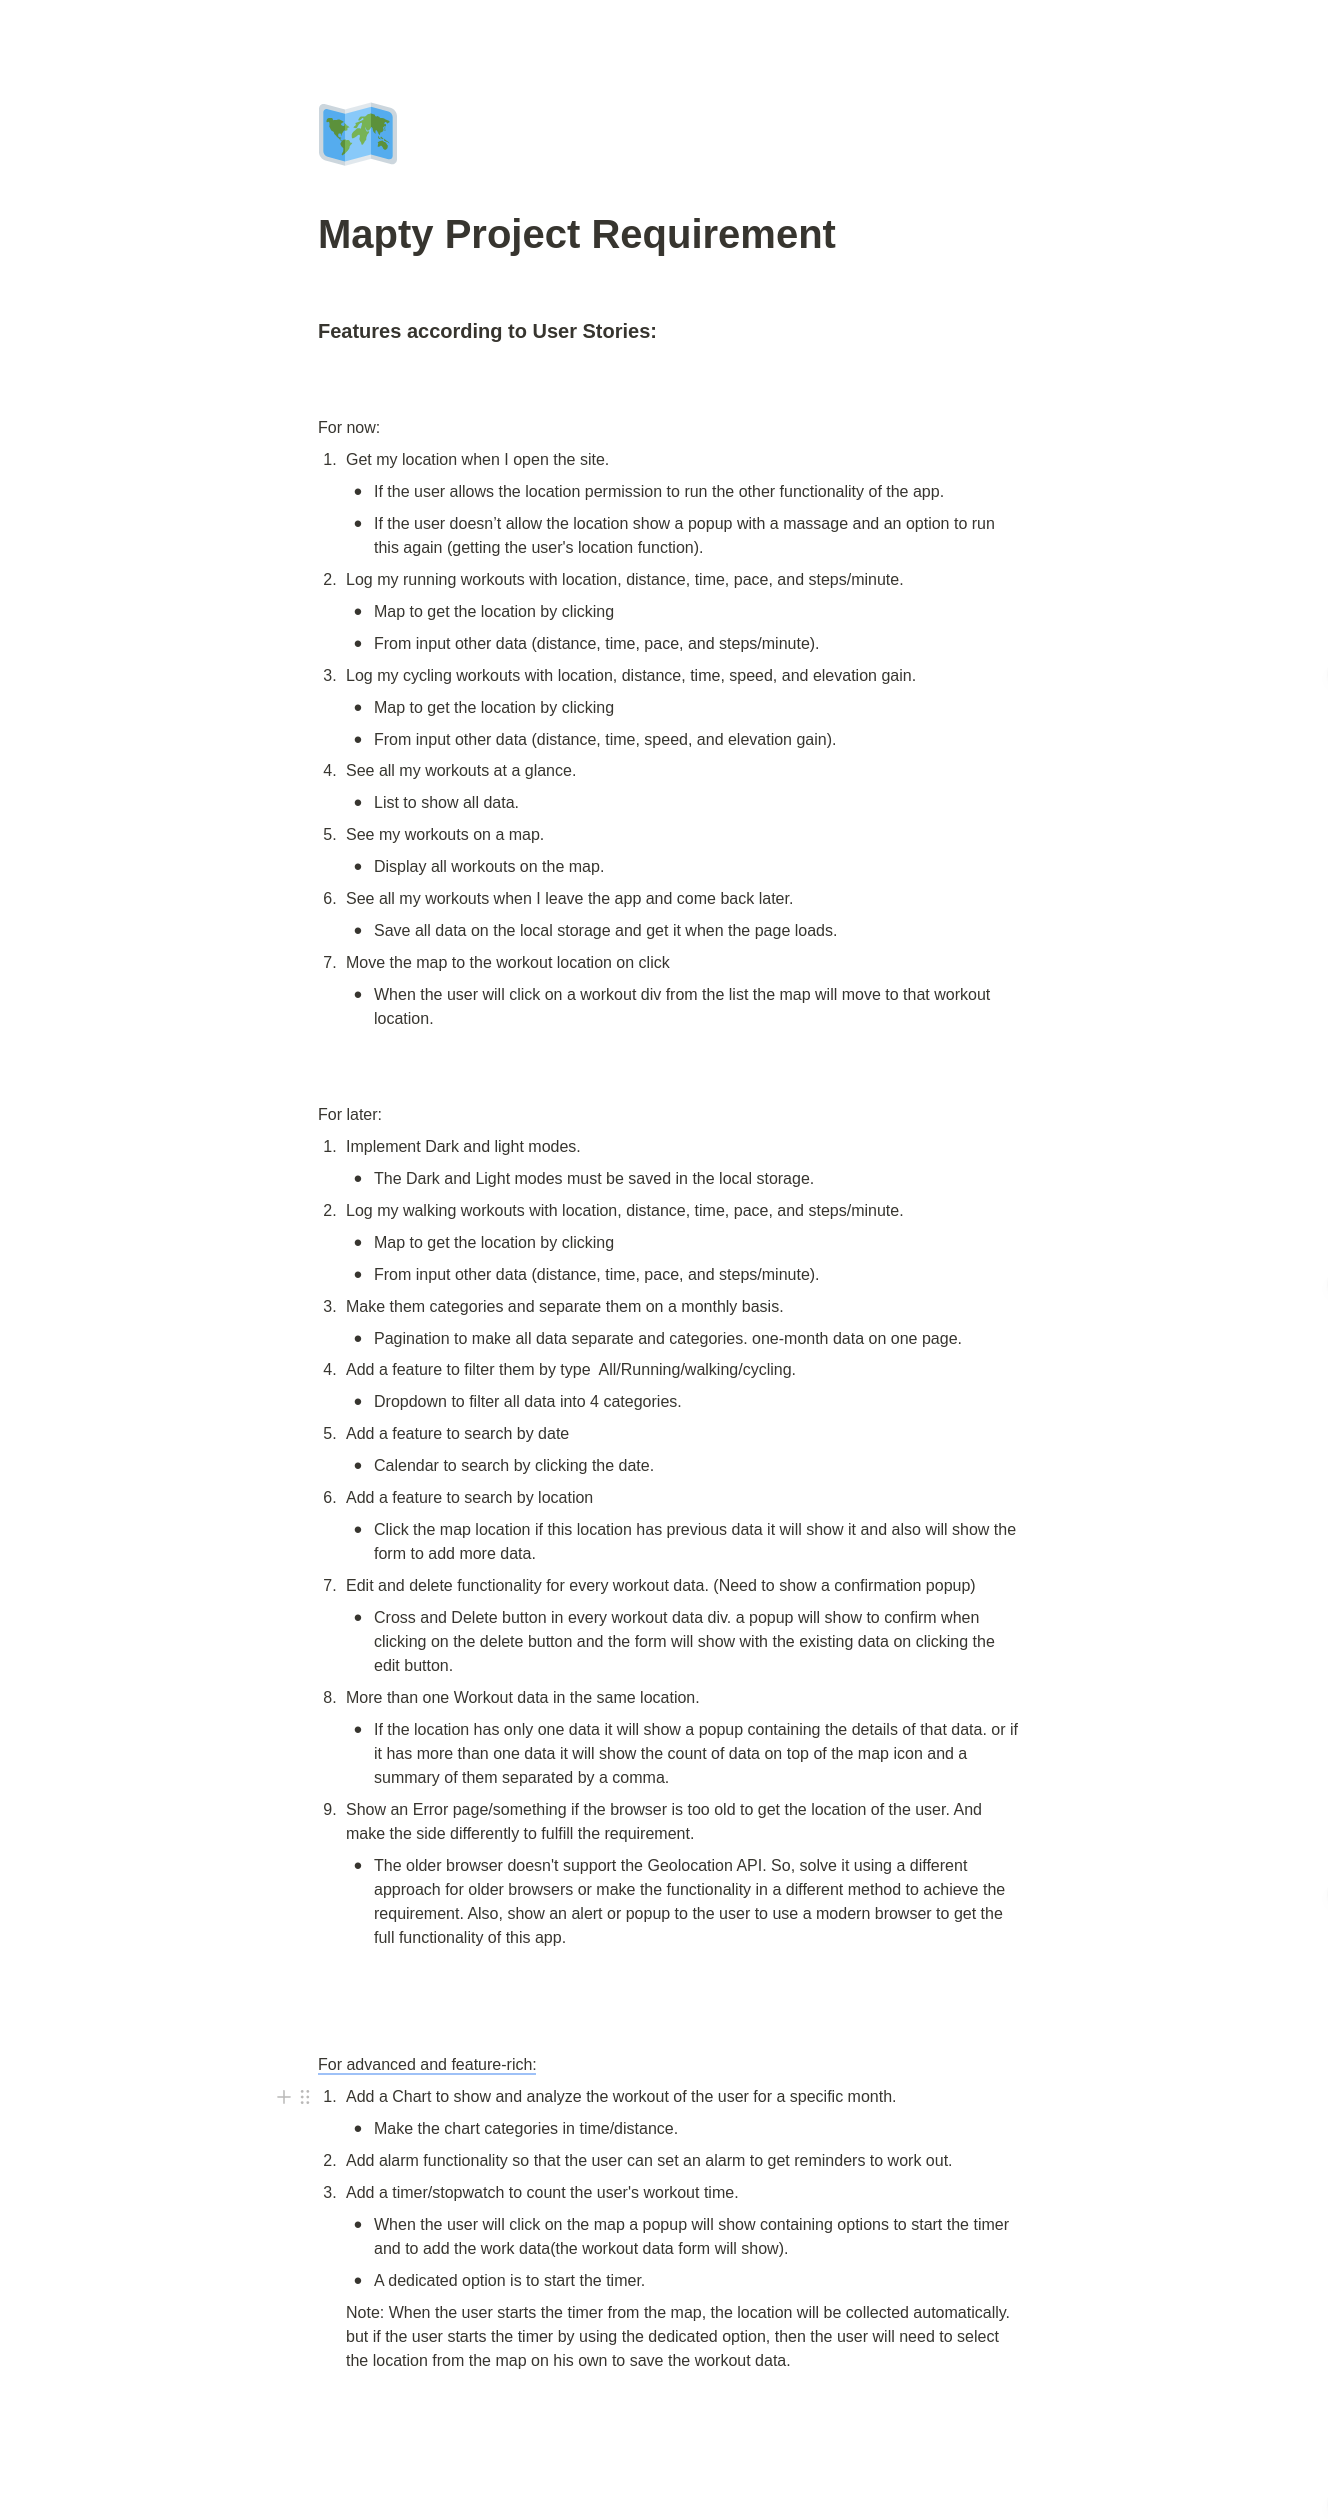 Mapty Project Requirement
Features according to User Stories:
For now:
1. Get my location when I open the site.
• If the user allows the location permission to run the other functionality of the app.
• If the user doesn’t allow the location show a popup with a massage and an option to run
this again (getting the user's location function).
2. Log my running workouts with location, distance, time, pace, and steps/minute.
• Map to get the location by clicking
• From input other data (distance, time, pace, and steps/minute).
3. Log my cycling workouts with location, distance, time, speed, and elevation gain.
• Map to get the location by clicking
• From input other data (distance, time, speed, and elevation gain).
4. See all my workouts at a glance.
• List to show all data.
5. See my workouts on a map.
• Display all workouts on the map.
6. See all my workouts when I leave the app and come back later.
• Save all data on the local storage and get it when the page loads.
7. Move the map to the workout location on click
• When the user will click on a workout div from the list the map will move to that workout
location.
For later:
1. Implement Dark and light modes.
• The Dark and Light modes must be saved in the local storage.
2. Log my walking workouts with location, distance, time, pace, and steps/minute.
• Map to get the location by clicking
• From input other data (distance, time, pace, and steps/minute).
3. Make them categories and separate them on a monthly basis.
• Pagination to make all data separate and categories. one-month data on one page.
4. Add a feature to filter them by type  All/Running/walking/cycling.
• Dropdown to filter all data into 4 categories.
5. Add a feature to search by date
• Calendar to search by clicking the date.
6. Add a feature to search by location
• Click the map location if this location has previous data it will show it and also will show the
form to add more data.
7. Edit and delete functionality for every workout data. (Need to show a confirmation popup)
• Cross and Delete button in every workout data div. a popup will show to confirm when
clicking on the delete button and the form will show with the existing data on clicking the
edit button.
8. More than one Workout data in the same location.
• If the location has only one data it will show a popup containing the details of that data. or if
it has more than one data it will show the count of data on top of the map icon and a
summary of them separated by a comma.
9. Show an Error page/something if the browser is too old to get the location of the user. And
make the side differently to fulfill the requirement.
• The older browser doesn't support the Geolocation API. So, solve it using a different
approach for older browsers or make the functionality in a different method to achieve the
requirement. Also, show an alert or popup to the user to use a modern browser to get the
full functionality of this app.
For advanced and feature-rich:
1. Add a Chart to show and analyze the workout of the user for a specific month.
• Make the chart categories in time/distance.
2. Add alarm functionality so that the user can set an alarm to get reminders to work out.
3. Add a timer/stopwatch to count the user's workout time.
• When the user will click on the map a popup will show containing options to start the timer
and to add the work data(the workout data form will show).
• A dedicated option is to start the timer.
Note: When the user starts the timer from the map, the location will be collected automatically.
but if the user starts the timer by using the dedicated option, then the user will need to select
the location from the map on his own to save the workout data.